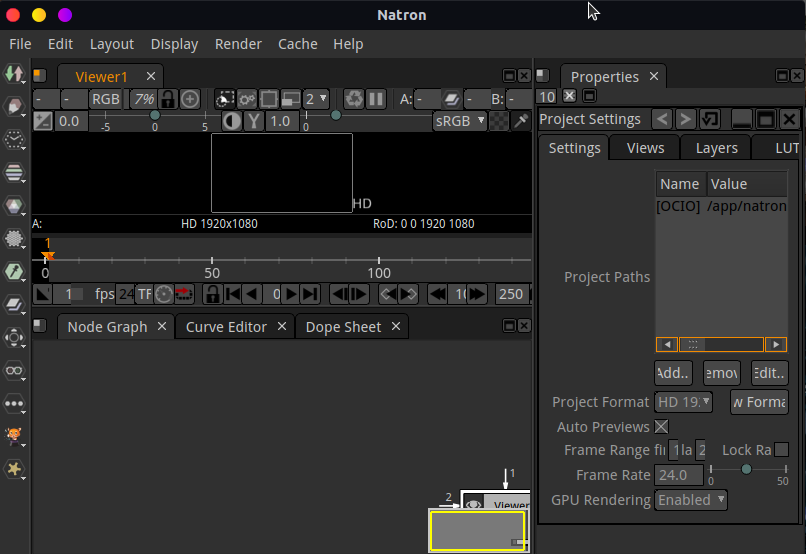 Natron
File Edit Layout Display Render Cache Help
Viewer1
Properties
- - RGB 7% 2 A: - - B: -
10
0.0 -5 0 5 1.0 0 sRGB
Project Settings
Settings Views Layers LUT
HD
A: HD 1920x1080 RoD: 0 0 1920 1080
Name Value
[OCIO] /app/natron
Project Paths
1
0 50 100
1 fps 24 TF 0 10 250
Node Graph Curve Editor Dope Sheet
Add.. emov Edit..
Project Format HD 19: w Forma
Auto Previews
Frame Range fir 1 la 2 Lock Ra
Frame Rate 24.0 0 50
GPU Rendering Enabled
1
2
Viewer